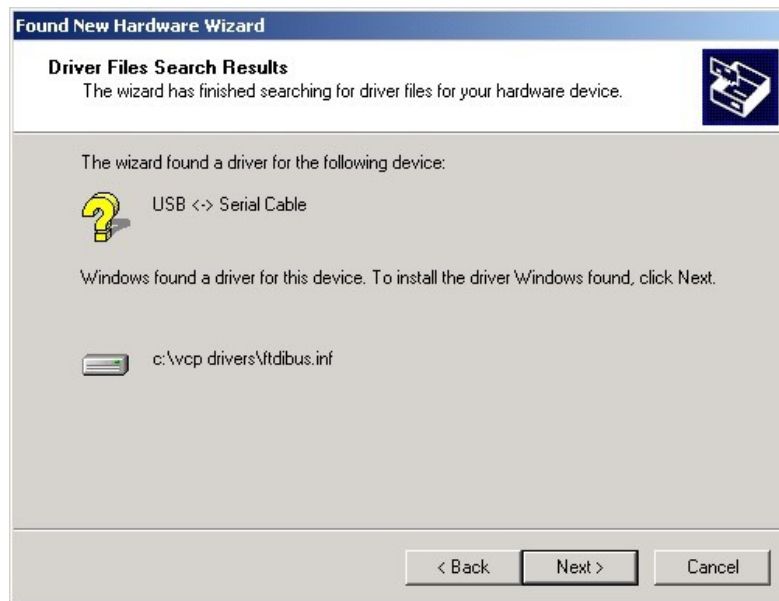 Found New Hardware Wizard
Driver Files Search Results
The wizard has finished searching for driver files for your hardware device.
The wizard found a driver for the following device:
USB <-> Serial Cable
Windows found a driver for this device. To install the driver Windows found, click Next.
c:\vcp drivers\ftdibus.inf
< Back
Next >
Cancel